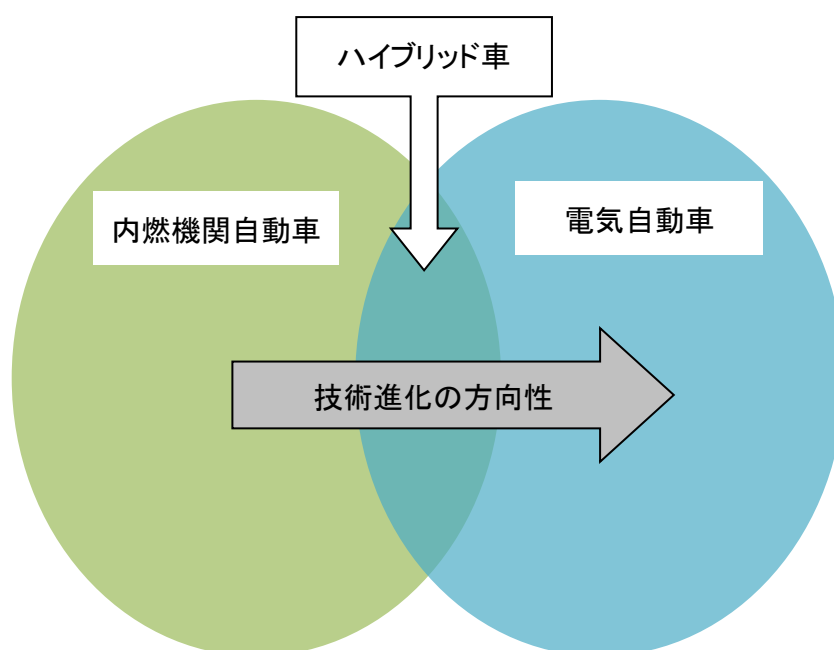 ハイブリッド車
内燃機関自動車
電気自動車
技術進化の方向性